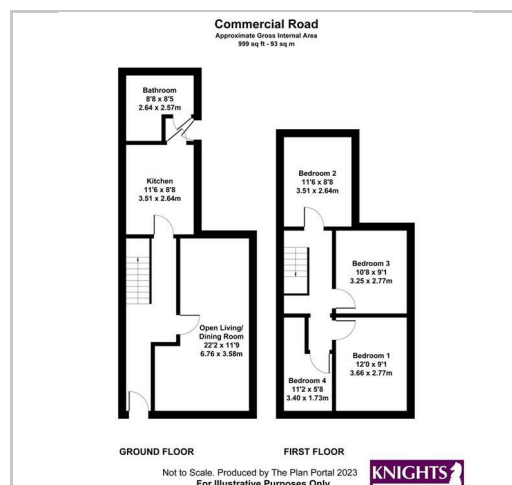 Commercial Road
Approximate Gross Internal Area
999 sq ft - 93 sq m
Bathroom
8'8 x 8'5
2.64 x 2.57m
Kitchen
11'6 x 8'8
3.51 x 2.64m
Open Living/
Dining Room
22'2 x 11'9
6.76 x 3.58m
Bedroom 2
11'6 x 8'8
3.51 x 2.64m
Bedroom 3
10'8 x 9'1
3.25 x 2.77m
Bedroom 1
12'0 x 9'1
3.66 x 2.77m
Bedroom 4
11'2 x 5'8
3.40 x 1.73m
GROUND FLOOR
FIRST FLOOR
Not to Scale. Produced by The Plan Portal 2023
For Illustrative Purposes Only
KNIGHTS